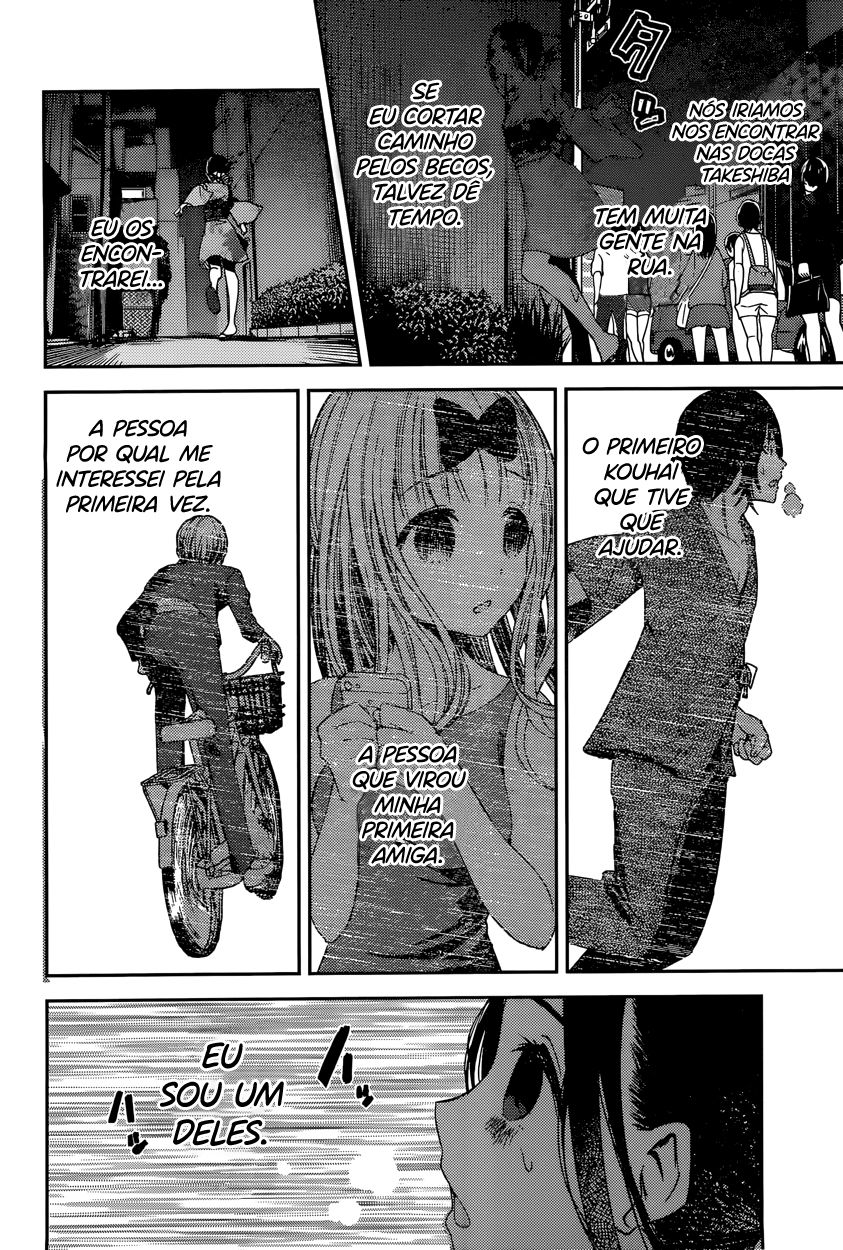 NÓS IRIAMOS
NOS ENCONTRAR
NAS DOCAS
TAKESHIBA
TEM MUITA
GENTE NA
RUA.
SE
EU CORTAR
CAMINHO
PELOS BECOS,
TALVEZ DÊ
TEMPO.
EU OS
ENCON-
TRAREI...
O PRIMEIRO
KOUHAI
QUE TIVE
QUE
AJUDAR.
A PESSOA
QUE VIROU
MINHA
PRIMEIRA
AMIGA.
A PESSOA
POR QUAL ME
INTERESSEI PELA
PRIMEIRA VEZ.
EU
SOU UM
DELES.